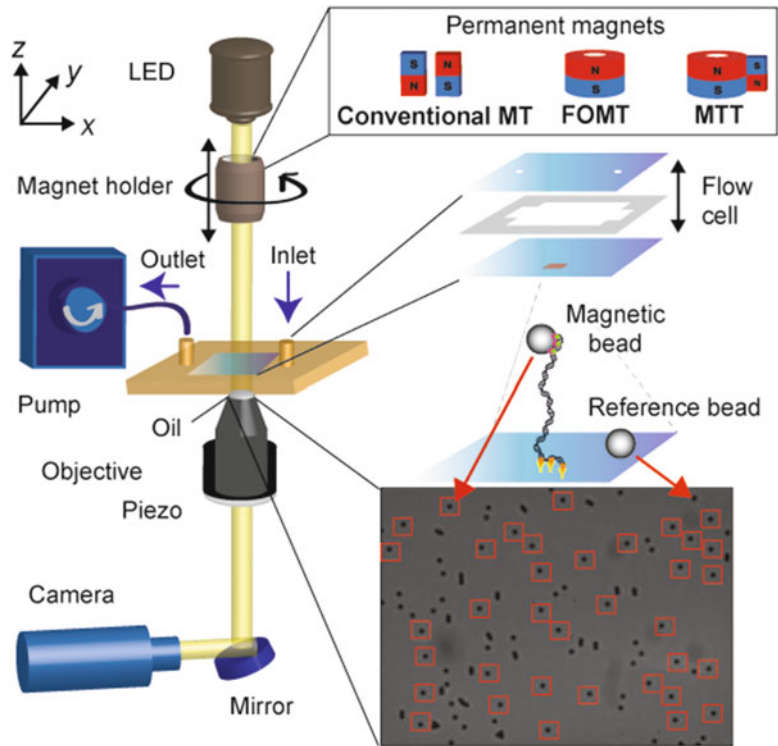 z
y
x
LED
Permanent magnets
S
N
N
S
N
S
N
S
S
N
Conventional MT
FOMT
MTT
Magnet holder
Flow
cell
Outlet
Inlet
Magnetic
bead
Pump
Oil
Reference bead
Objective
Piezo
Camera
Mirror